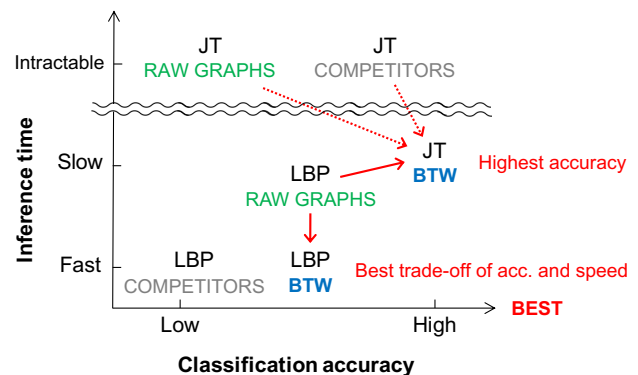 JT
RAW GRAPHS
JT
COMPETITORS
Intractable
Inference time
Slow
JT
BTW
Highest accuracy
LBP
RAW GRAPHS
Fast
LBP
COMPETITORS
LBP
BTW
Best trade-off of acc. and speed
BEST
Low
High
Classification accuracy